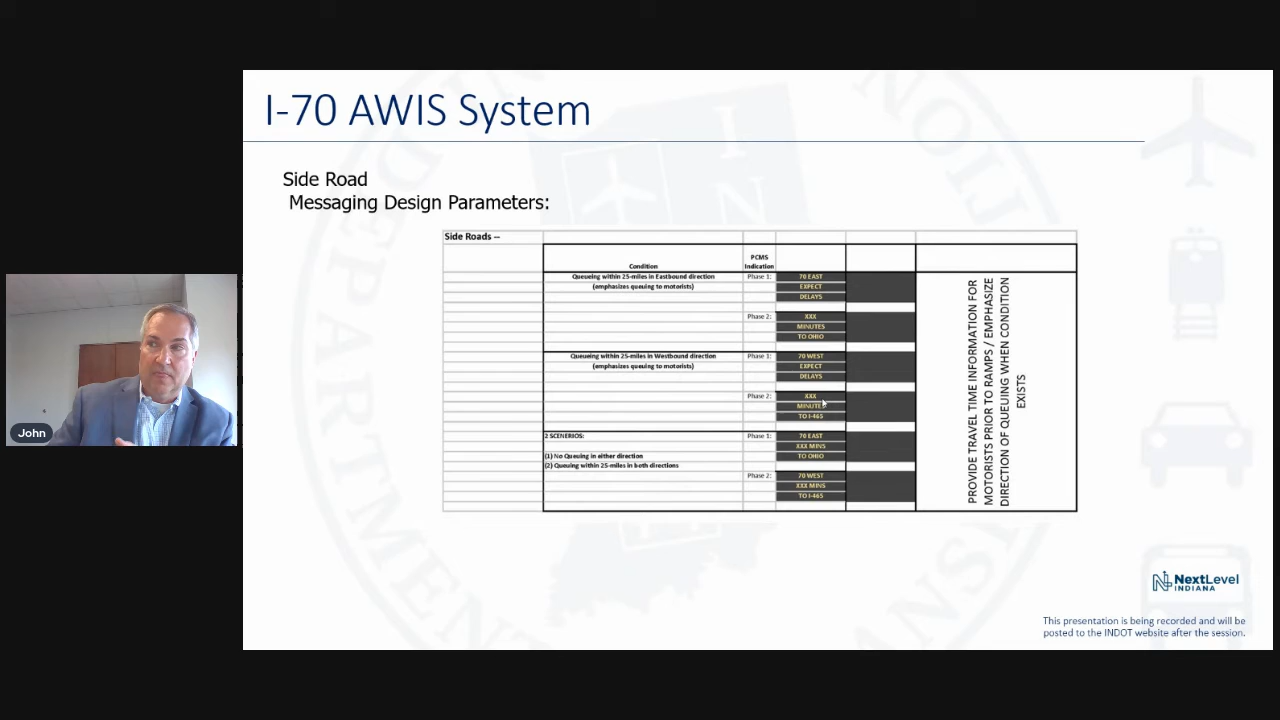 I-70 AWIS System
Side Road
Messaging Design Parameters:
Side Roads –
Condition
PCMS
Indication
Queueing within 25-miles in Eastbound direction
(emphasizes queuing to motorists)
Phase 1:
70 EAST
EXPECT
DELAYS
Phase 2:
XXX
MINUTES
TO OHIO
Queueing within 25-miles in Westbound direction
(emphasizes queuing to motorists)
Phase 1:
70 WEST
EXPECT
DELAYS
Phase 2:
XXX
MINUTES
TO I-465
2 SCENERIOS:
(1) No Queuing in either direction
(2) Queuing within 25-miles in both directions
Phase 1:
70 EAST
XXX MINS
TO OHIO
Phase 2:
70 WEST
XXX MINS
TO I-465
PROVIDE TRAVEL TIME INFORMATION FOR
MOTORISTS PRIOR TO RAMPS / EMPHASIZE
DIRECTION OF QUEUING WHEN CONDITION
EXISTS
John
NextLevel
INDIANA
This presentation is being recorded and will be
posted to the INDOT website after the session.